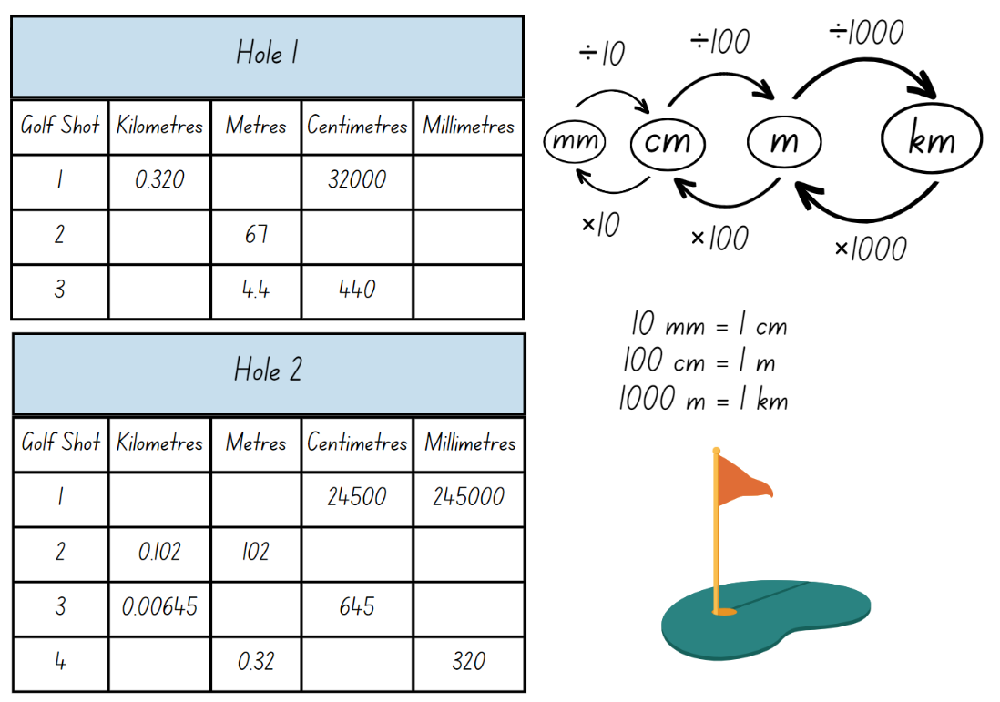 Hole 1
Golf Shot Kilometres Metres Centimetres Millimetres
1 0.320 32000
2 67
3 4.4 440
Hole 2
Golf Shot Kilometres Metres Centimetres Millimetres
1 24500 245000
2 0.102 102
3 0.00645 645
4 0.32 320
÷10 ÷100 ÷1000
mm cm m km
×10 ×100 ×1000
10 mm = 1 cm
100 cm = 1 m
1000 m = 1 km